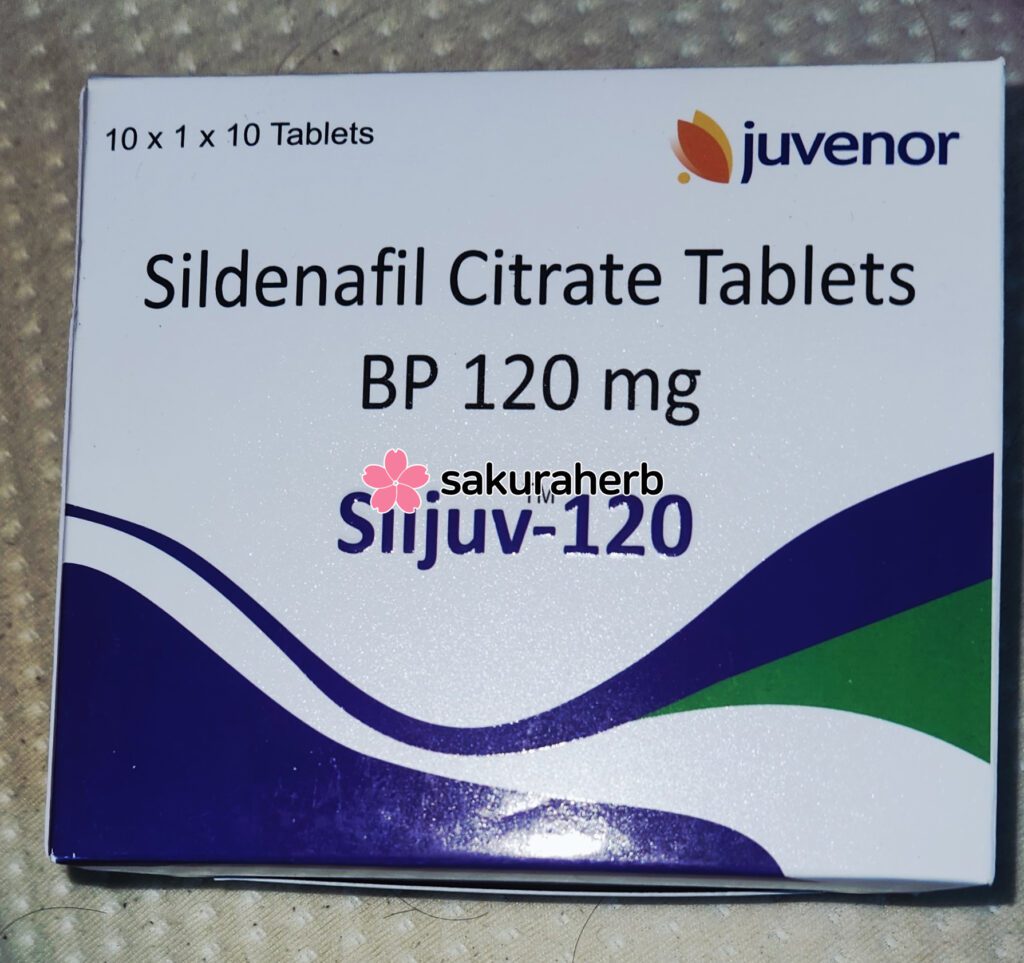 10 x 1 x 10 Tablets
juvenor
Sildenafil Citrate Tablets
BP 120 mg
sakuraherb
Siljuv-120
TM